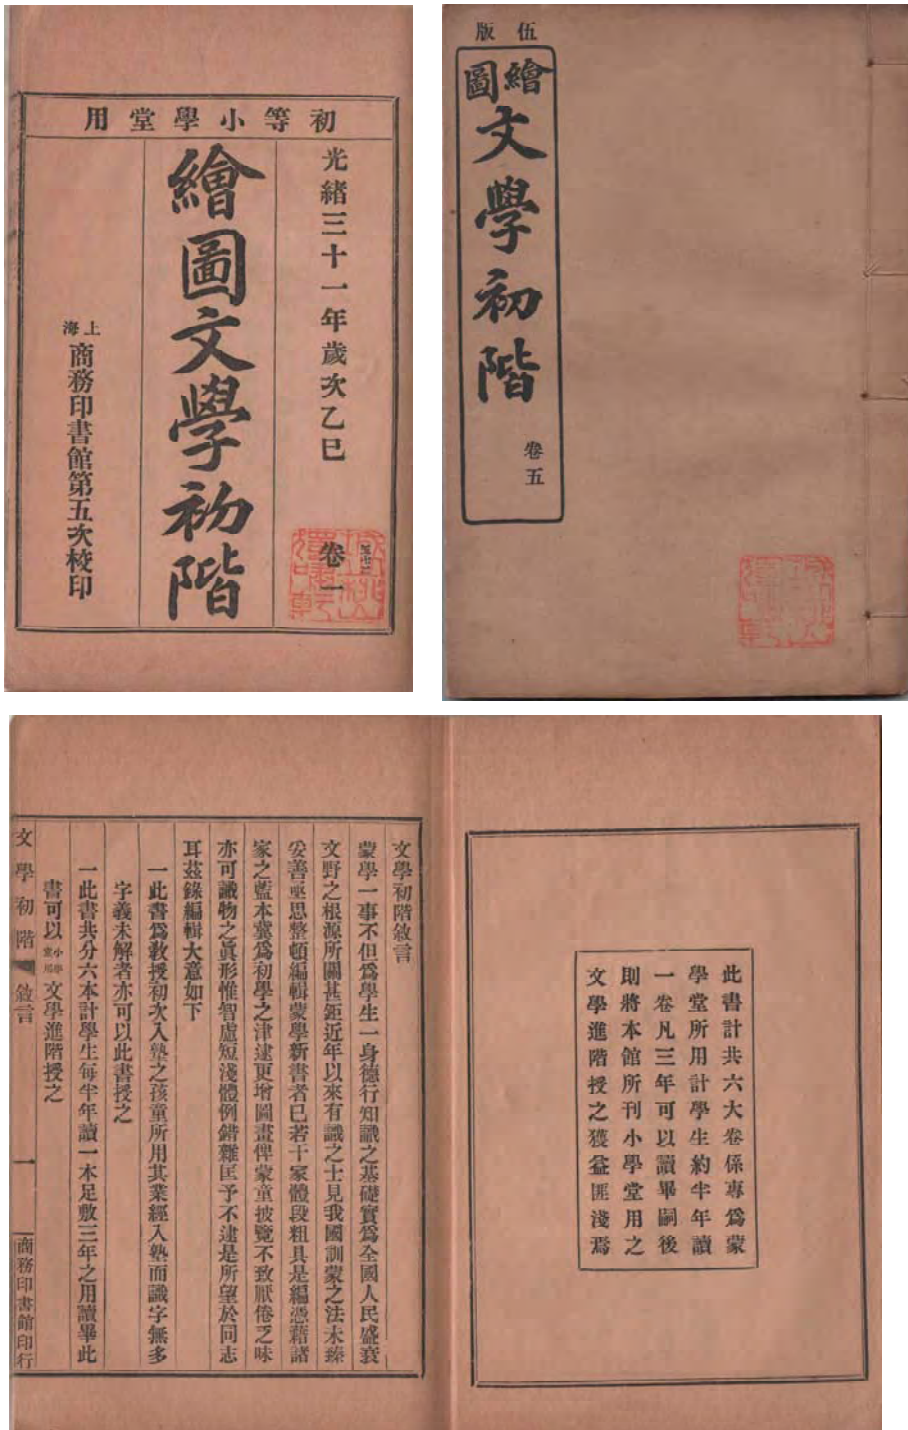 初等小學堂用
光緒三十一年歲次乙巳
卷一
繪圖文學初階
上海
商務印書館第五次校印
伍版
繪圖
文學初階
卷五
此書計共六大卷係專爲蒙
學堂所用計學生約半年讀
一卷凡三年可以讀畢嗣後
則將本館所刊小學堂用之
文學進階授之獲益匪淺焉
文學初階敘言
蒙學一事不但爲學生一身德行知識之基礎實爲全國人民盛衰
文野之根源所關甚鉅近年以來有識之士見我國訓蒙之法未臻
妥善亟思整頓編輯蒙學新書者已若干家體段粗具是編憑藉諸
家之藍本冀爲初學之津逮更增圖畫俾蒙童披覽不致厭倦乏味
亦可識物之眞形惟智慮短淺體例錯雜匡予不逮是所望於同志
耳茲錄編輯大意如下
一此書爲教授初次入塾之孩童所用其業經入塾而識字無多
字義未解者亦可以此書授之
一此書共分六本計學生每半年讀一本足敷三年之用讀畢此
書可以小學堂用文學進階授之
文學初階 敘言 一 商務印書館印行